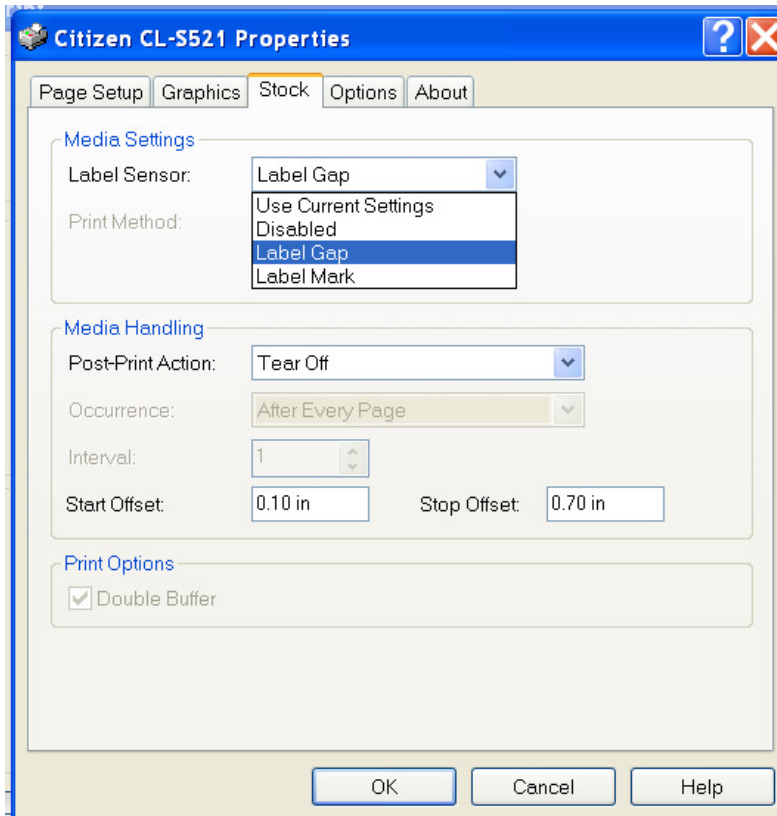 Citizen CL-S521 Properties
Page Setup Graphics Stock Options About
Media Settings
Label Sensor: Label Gap
Use Current Settings
Print Method:
Disabled
Label Gap
Label Mark
Media Handling
Post-Print Action: Tear Off
Occurrence: After Every Page
Interval: 1
Start Offset: 0.10 in Stop Offset: 0.70 in
Print Options
Double Buffer
OK Cancel Help